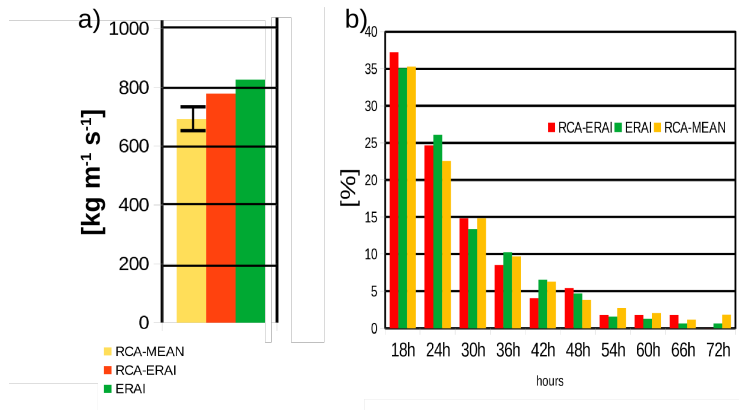 a)
1000
800
600
400
200
0
[kg m-1 s-1]
RCA-MEAN
RCA-ERAI
ERAI
b)
40
35
30
25
20
15
10
5
0
[%]
RCA-ERAI ERAI RCA-MEAN
18h 24h 30h 36h 42h 48h 54h 60h 66h 72h
hours